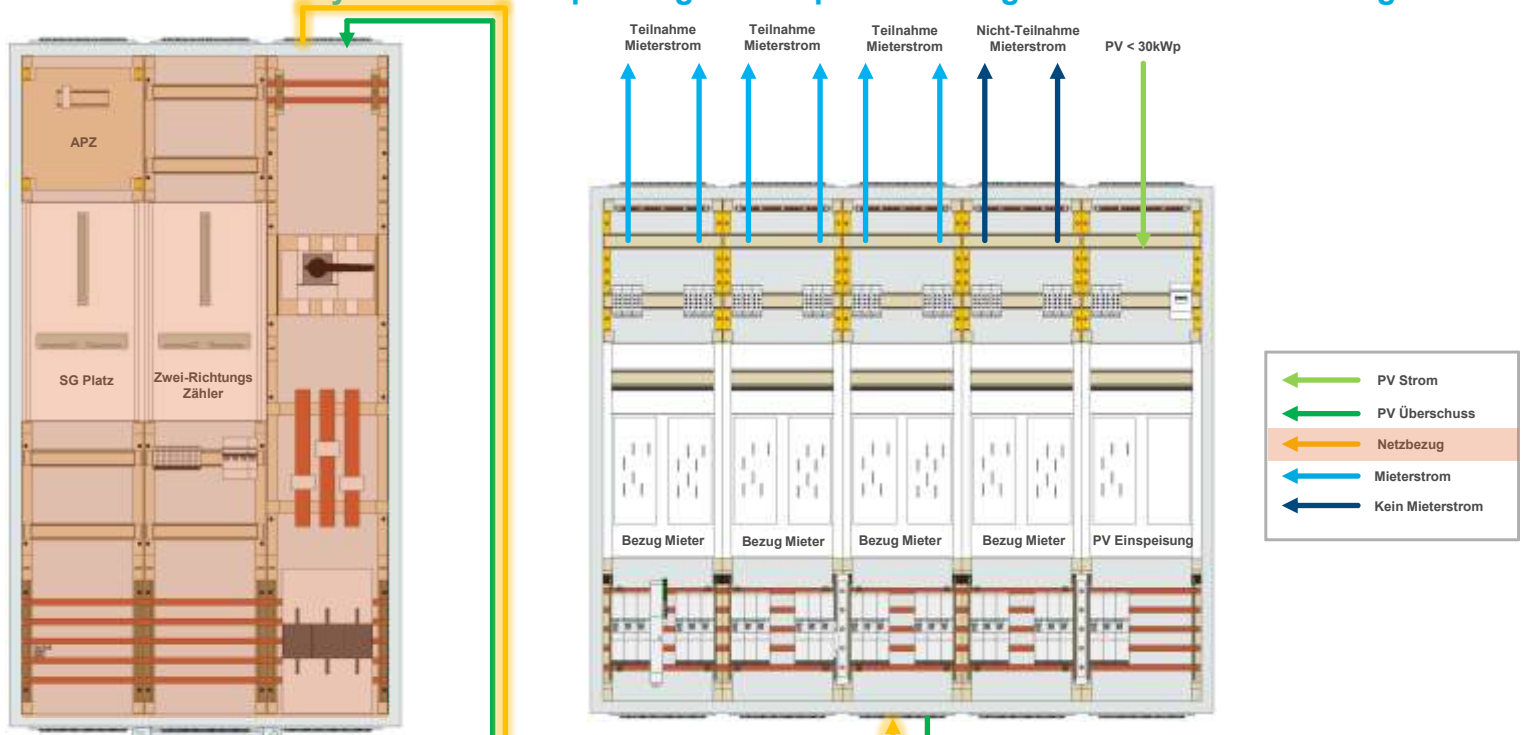 Teilnahme
Mieterstrom
Teilnahme
Mieterstrom
Teilnahme
Mieterstrom
Nicht-Teilnahme
Mieterstrom
PV < 30kWp
APZ
SG Platz
Zwei-Richtungs
Zähler
Bezug Mieter
Bezug Mieter
Bezug Mieter
Bezug Mieter
PV Einspeisung
PV Strom
PV Überschuss
Netzbezug
Mieterstrom
Kein Mieterstrom